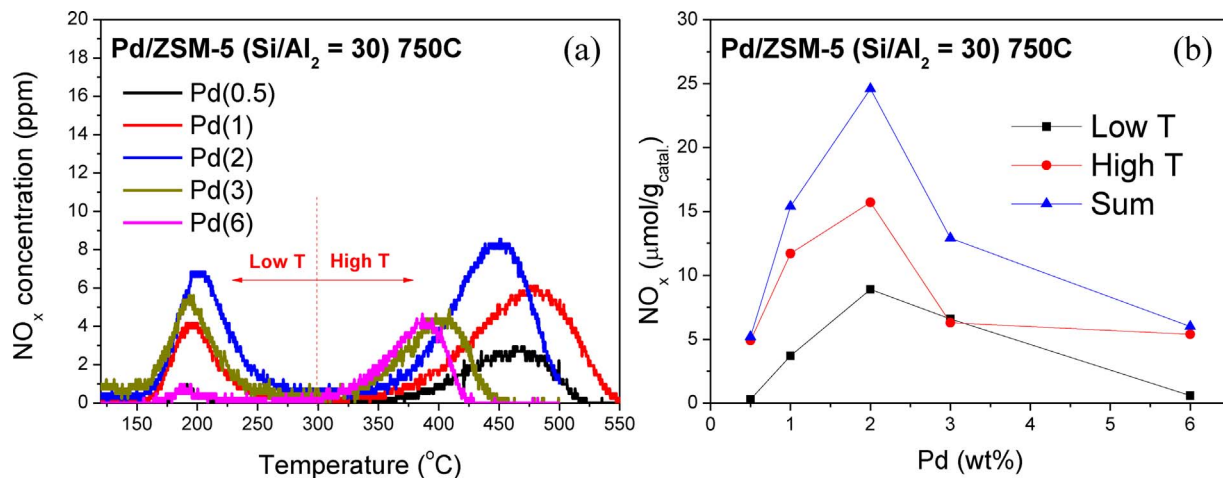 Pd/ZSM-5 (Si/Al2 = 30) 750C
(a)
Pd(0.5)
Pd(1)
Pd(2)
Pd(3)
Pd(6)
Low T
High T
NOx concentration (ppm)
20
18
16
14
12
10
8
6
4
2
0
150 200 250 300 350 400 450 500 550
Temperature (°C)
Pd/ZSM-5 (Si/Al2 = 30) 750C
(b)
Low T
High T
Sum
NOx (μmol/gcatal.)
30
25
20
15
10
5
0
0 1 2 3 4 5 6
Pd (wt%)